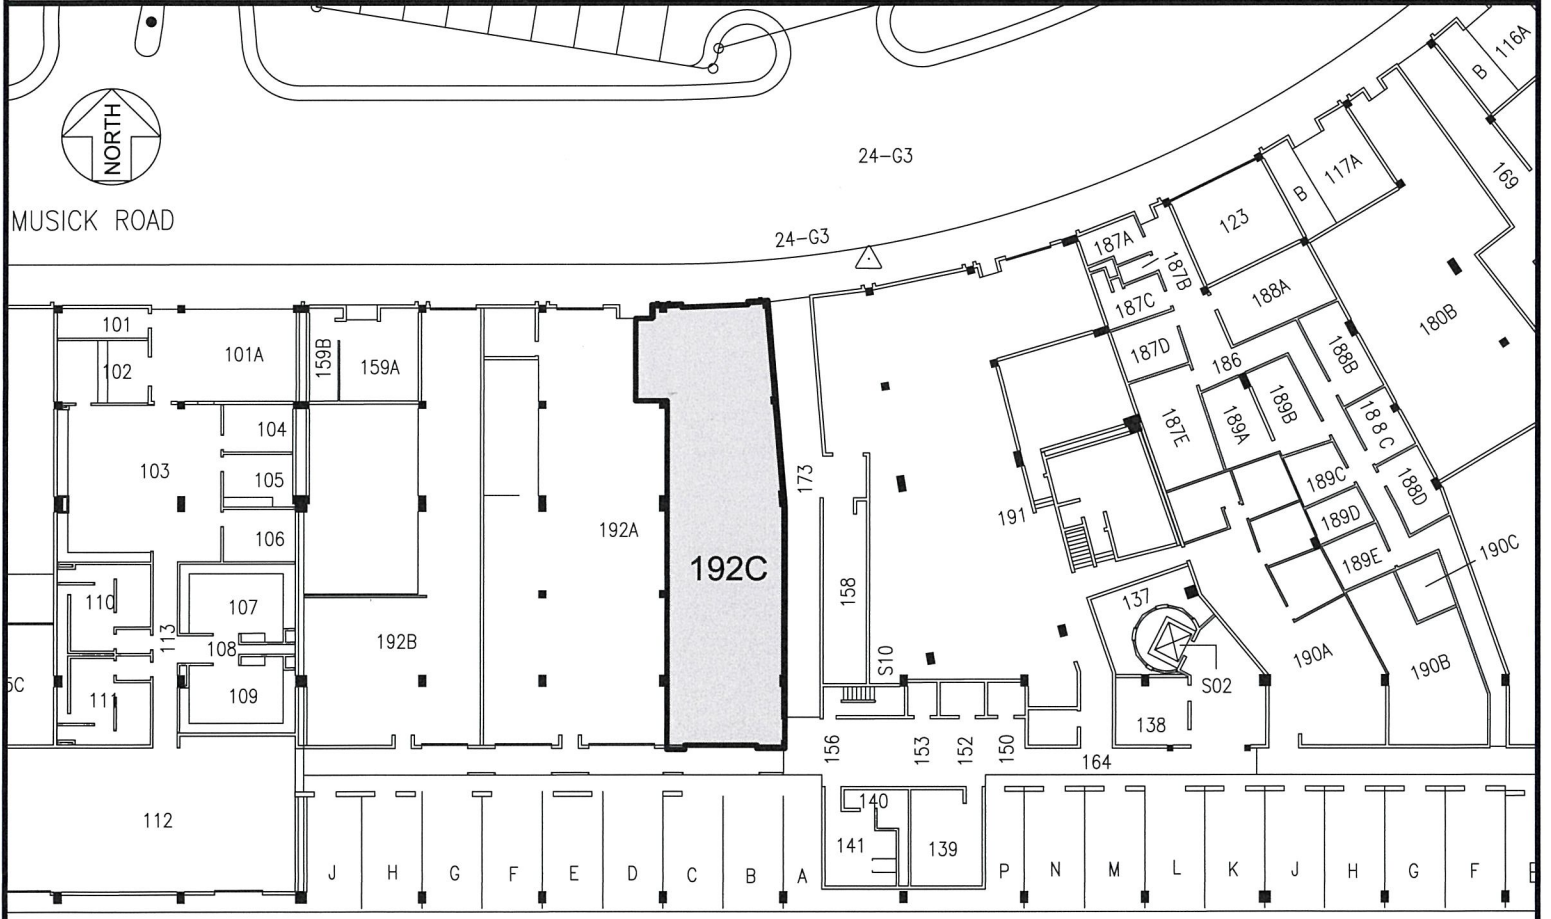 116A
B
NORTH
24-G3
117A
169
MUSICK ROAD
B
123
24-G3
187A
187B
188A
180B
187C
101
101A
159B
159A
187D
186
188B
102
189B
188C
104
187E
189A
103
105
173
189C
188D
191
189D
106
192A
190C
192C
189E
110
107
158
137
113
108
192B
S10
190A
190B
5C
111
109
S02
138
156
153
152
150
164
112
140
141
139
J
H
G
F
E
D
C
B
A
P
N
M
L
K
J
H
G
F
E